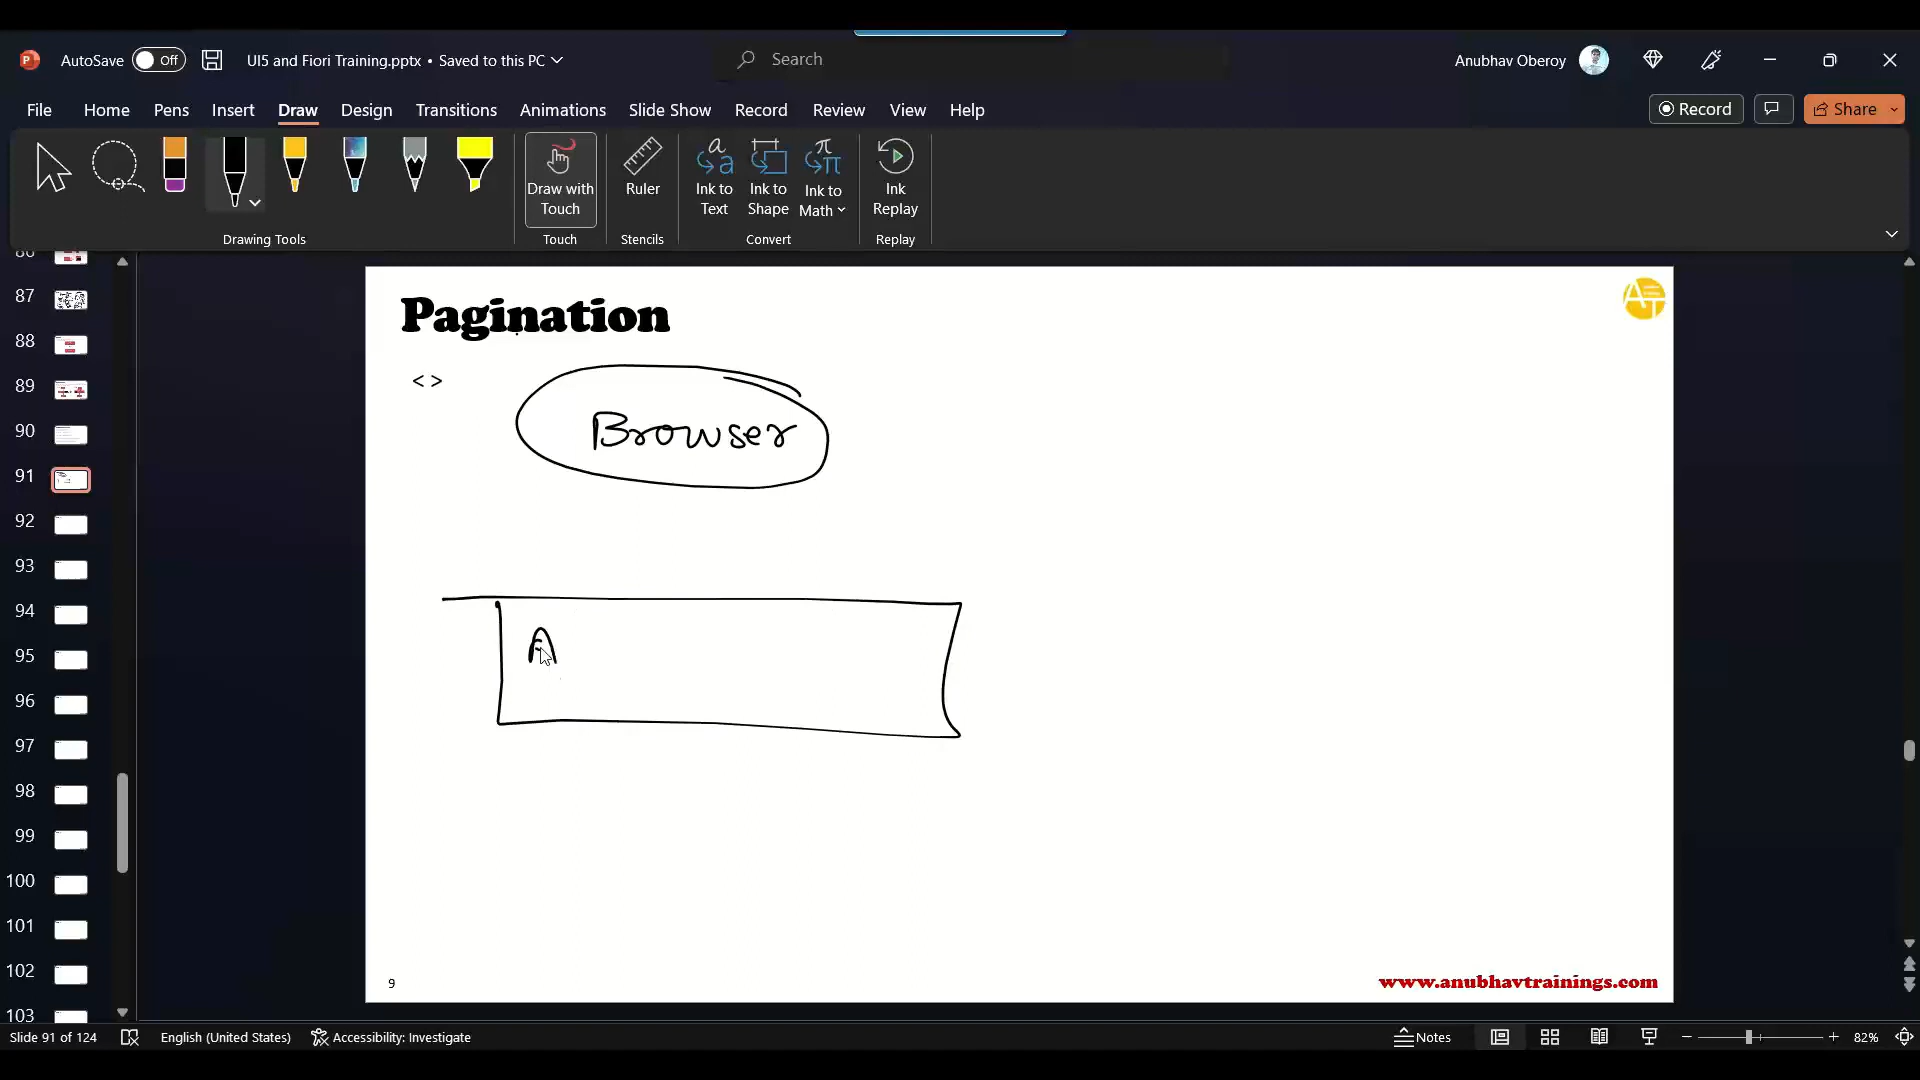 AutoSave Off UI5 and Fiori Training.pptx • Saved to this PC Search Anubhav Oberoy
File Home Pens Insert Draw Design Transitions Animations Slide Show Record Review View Help Record Share
Draw with Touch
Ruler
Ink to Text
Ink to Shape
Ink to Math
Ink Replay
Drawing Tools Touch Stencils Convert Replay
87
88
89
90
91
92
93
94
95
96
97
98
99
100
101
102
103
Pagination
< >
Browser
A
9
www.anubhavtrainings.com
Slide 91 of 124 English (United States) Accessibility: Investigate Notes 82%